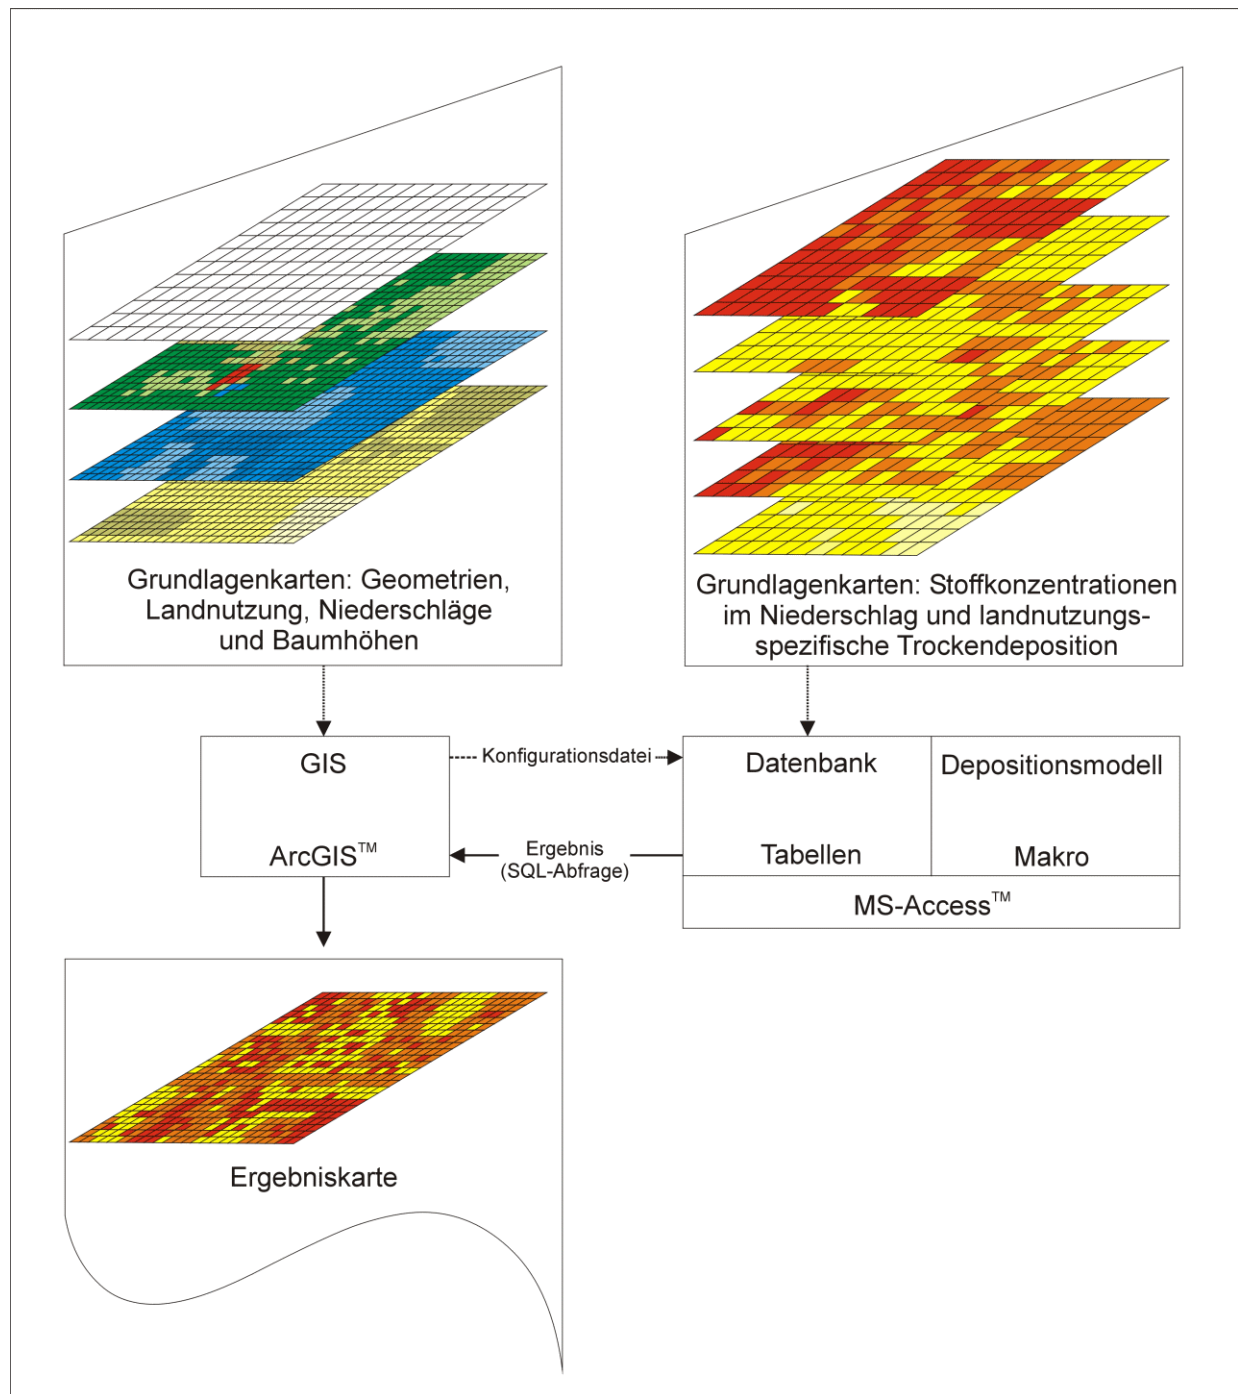 Grundlagenkarten: Geometrien,
Landnutzung, Niederschläge
und Baumhöhen
Grundlagenkarten: Stoffkonzentrationen
im Niederschlag und landnutzungs-
spezifische Trockendeposition
GIS
ArcGIS™
Konfigurationsdatei
Ergebnis
(SQL-Abfrage)
Datenbank
Tabellen
Depositionsmodell
Makro
MS-Access™
Ergebniskarte